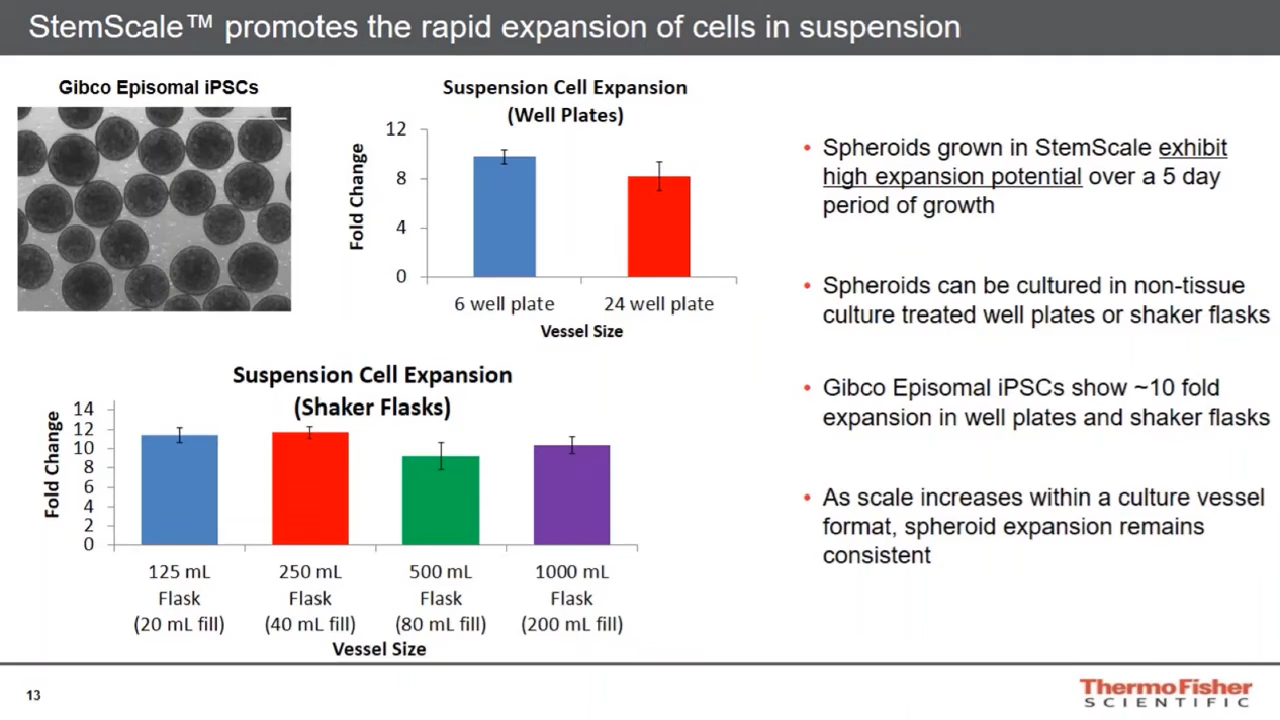 StemScale™ promotes the rapid expansion of cells in suspension
Gibco Episomal iPSCs
Suspension Cell Expansion
(Well Plates)
Fold Change
12
8
4
0
6 well plate
24 well plate
Vessel Size
Suspension Cell Expansion
(Shaker Flasks)
Fold Change
14
12
10
8
6
4
2
0
125 mL
Flask
(20 mL fill)
250 mL
Flask
(40 mL fill)
500 mL
Flask
(80 mL fill)
1000 mL
Flask
(200 mL fill)
Vessel Size
• Spheroids grown in StemScale exhibit
high expansion potential over a 5 day
period of growth
• Spheroids can be cultured in non-tissue
culture treated well plates or shaker flasks
• Gibco Episomal iPSCs show ~10 fold
expansion in well plates and shaker flasks
• As scale increases within a culture vessel
format, spheroid expansion remains
consistent
13
ThermoFisher
SCIENTIFIC